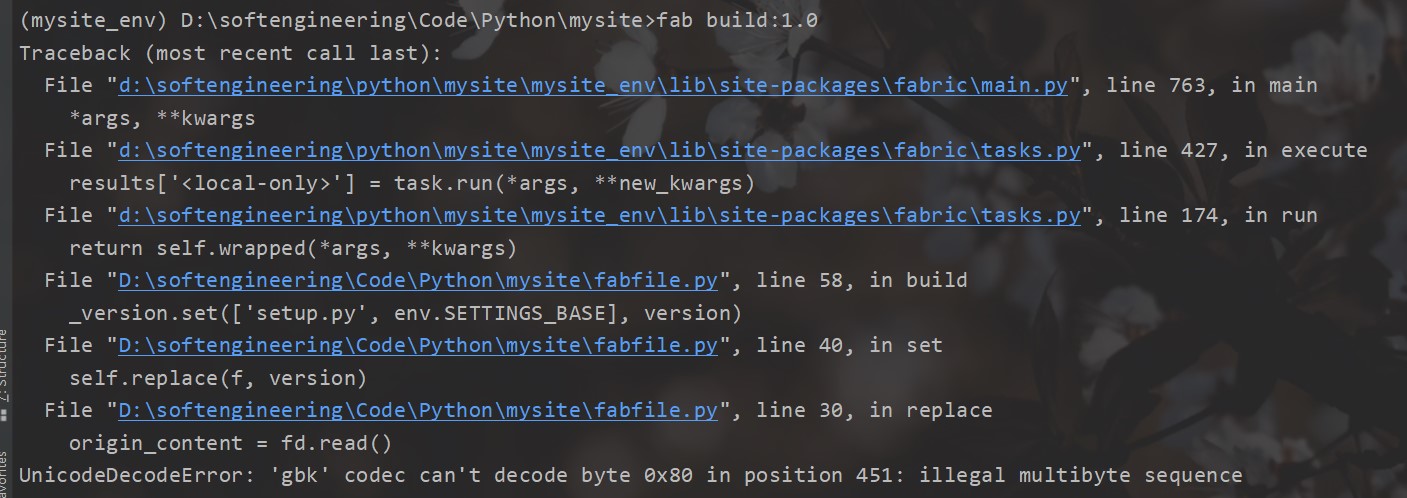 (mysite_env) D:\softengineering\Code\Python\mysite>fab build:1.0
Traceback (most recent call last):
  File "d:\softengineering\python\mysite\mysite_env\lib\site-packages\fabric\main.py", line 763, in main
    *args, **kwargs
  File "d:\softengineering\python\mysite\mysite_env\lib\site-packages\fabric\tasks.py", line 427, in execute
    results['<local-only>'] = task.run(*args, **new_kwargs)
  File "d:\softengineering\python\mysite\mysite_env\lib\site-packages\fabric\tasks.py", line 174, in run
    return self.wrapped(*args, **kwargs)
  File "D:\softengineering\Code\Python\mysite\fabfile.py", line 58, in build
    _version.set(['setup.py', env.SETTINGS_BASE], version)
  File "D:\softengineering\Code\Python\mysite\fabfile.py", line 40, in set
    self.replace(f, version)
  File "D:\softengineering\Code\Python\mysite\fabfile.py", line 30, in replace
    origin_content = fd.read()
UnicodeDecodeError: 'gbk' codec can't decode byte 0x80 in position 451: illegal multibyte sequence
Structure